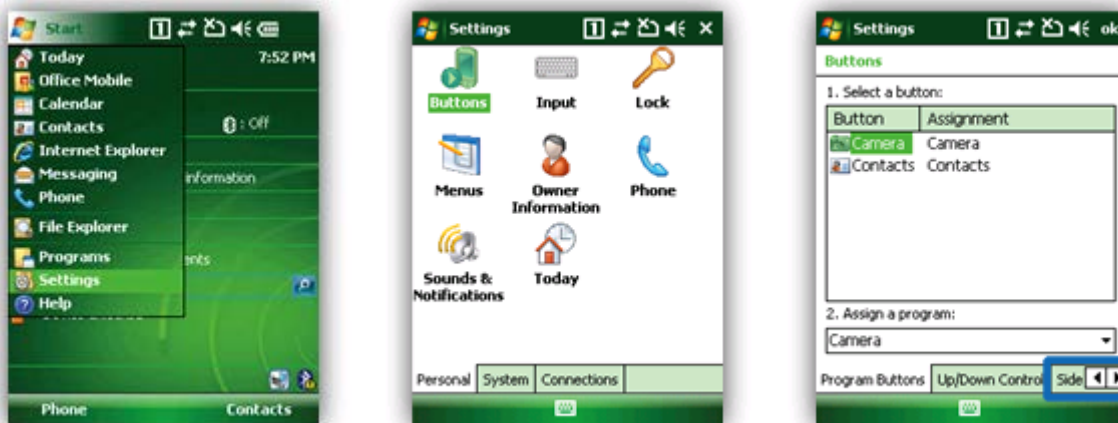 Start
Today
7:52 PM
Office Mobile
Calendar
Contacts
: Off
Internet Explorer
Messaging
information
Phone
File Explorer
Programs
ents
Settings
Help
Phone
Contacts
Settings
Buttons
Input
Lock
Menus
Owner
Information
Phone
Sounds &
Notifications
Today
Personal
System
Connections
Settings
ok
Buttons
1. Select a button:
Button
Assignment
Camera
Camera
Contacts
Contacts
2. Assign a program:
Camera
Program Buttons
Up/Down Control
Side